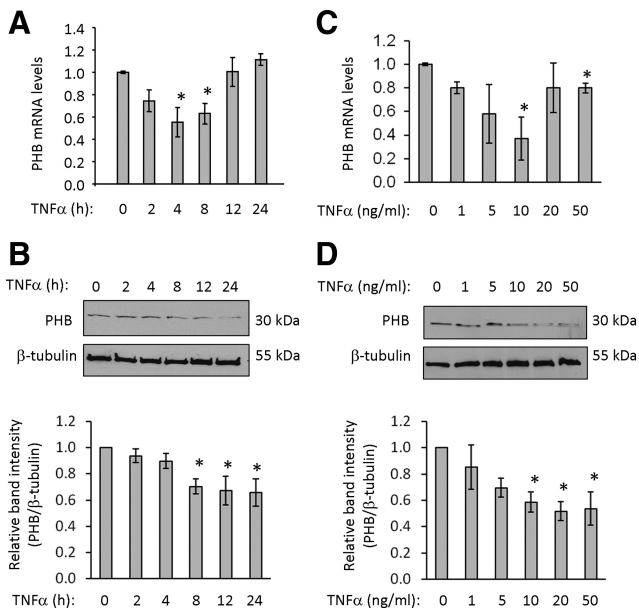 A
1.4
1.2
1.0
0.8
0.6
0.4
0.2
0.0
PHB mRNA levels
* *
TNFα (h): 0 2 4 8 12 24
C
1.2
1.0
0.8
0.6
0.4
0.2
0.0
PHB mRNA levels
* *
TNFα (ng/ml): 0 1 5 10 20 50
B
TNFα (h): 0 2 4 8 12 24
PHB 30 kDa
β-tubulin 55 kDa
1.2
1.0
0.8
0.6
0.4
0.2
0.0
Relative band intensity
(PHB/β-tubulin)
* * *
TNFα (h): 0 2 4 8 12 24
D
TNFα (ng/ml): 0 1 5 10 20 50
PHB 30 kDa
β-tubulin 55 kDa
1.2
1.0
0.8
0.6
0.4
0.2
0.0
Relative band intensity
(PHB/β-tubulin)
* * *
TNFα (ng/ml): 0 1 5 10 20 50